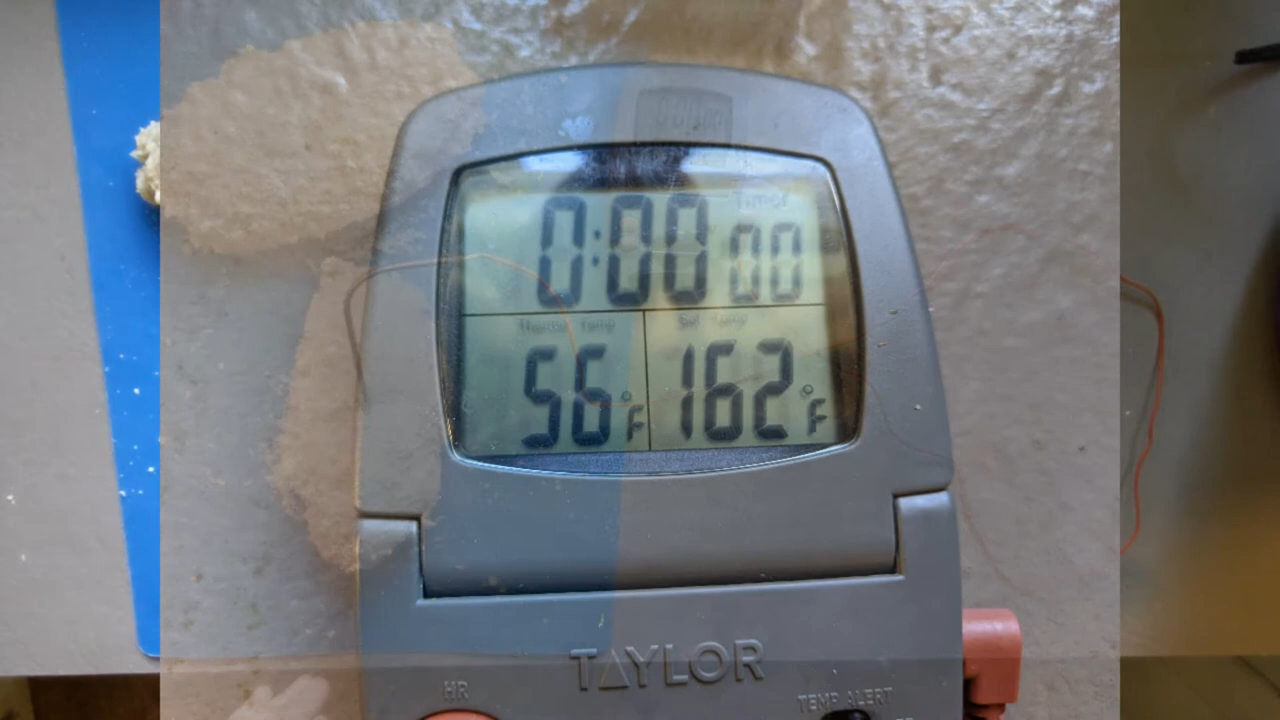 Timer
0:00 00
Thermo Temp Set Temp
56°F 162°F
TAYLOR
HR
TEMP ALERT